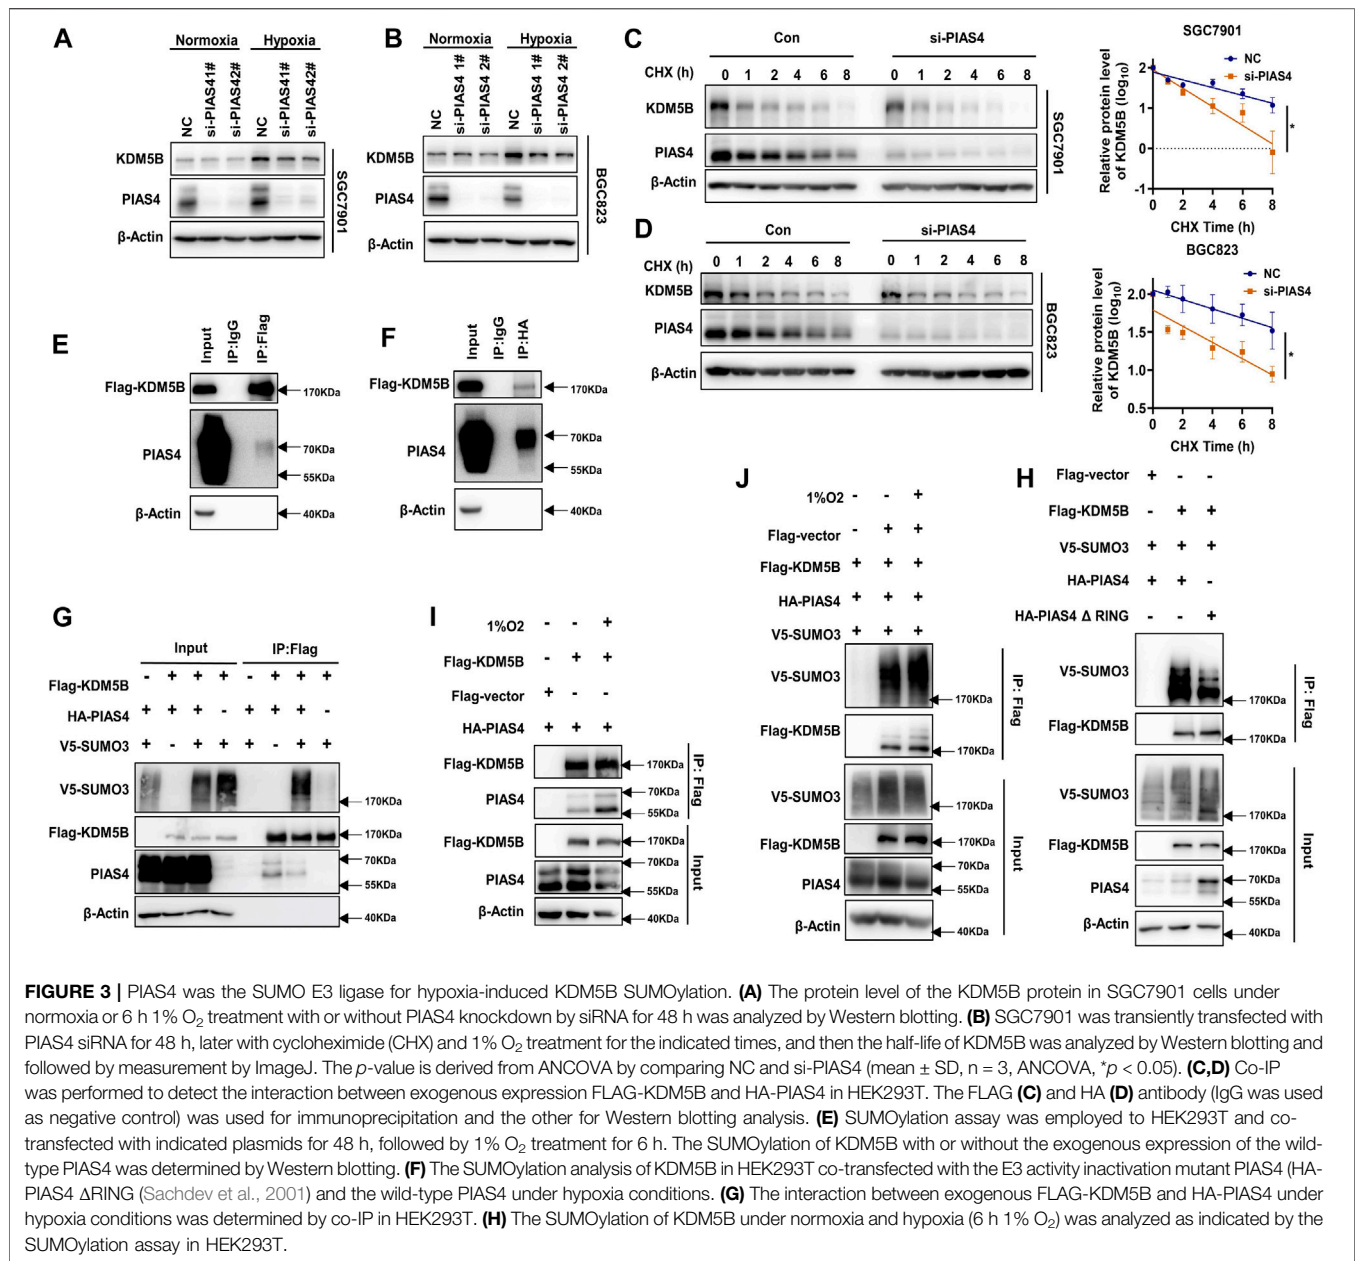 A
Normoxia Hypoxia
NC si-PIAS41# si-PIAS42# NC si-PIAS41# si-PIAS42#
KDM5B
PIAS4
β-Actin
SGC7901
B
Normoxia Hypoxia
NC si-PIAS4 1# si-PIAS4 2# NC si-PIAS4 1# si-PIAS4 2#
KDM5B
PIAS4
β-Actin
BGC823
C
Con si-PIAS4
CHX (h) 0 1 2 4 6 8 0 1 2 4 6 8
KDM5B
PIAS4
β-Actin
SGC7901
SGC7901
NC
si-PIAS4
Relative protein level
of KDM5B (log10)
2
1
0
-1
*
0 2 4 6 8
CHX Time (h)
D
Con si-PIAS4
CHX (h) 0 1 2 4 6 8 0 1 2 4 6 8
KDM5B
PIAS4
β-Actin
BGC823
BGC823
NC
si-PIAS4
Relative protein level
of KDM5B (log10)
2.0
1.5
1.0
0.5
*
0 2 4 6 8
CHX Time (h)
E
Input IP:IgG IP:Flag
Flag-KDM5B 170KDa
PIAS4 70KDa
55KDa
β-Actin 40KDa
F
Input IP:IgG IP:HA
Flag-KDM5B 170KDa
PIAS4 70KDa
55KDa
β-Actin 40KDa
G
Input IP:Flag
Flag-KDM5B - + + + - + + +
HA-PIAS4 + + + - + + + -
V5-SUMO3 + - + + + - + +
V5-SUMO3 170KDa
Flag-KDM5B 170KDa
PIAS4 70KDa
55KDa
β-Actin 40KDa
I
1%O2 - - +
Flag-KDM5B - + +
Flag-vector + - -
HA-PIAS4 + + +
Flag-KDM5B 170KDa
PIAS4 70KDa
55KDa
IP: Flag
Flag-KDM5B 170KDa
PIAS4 70KDa
55KDa
β-Actin 40KDa
Input
J
1%O2 - - +
Flag-vector - + +
Flag-KDM5B + + +
HA-PIAS4 + + +
V5-SUMO3 + + +
V5-SUMO3 170KDa
Flag-KDM5B 170KDa
IP: Flag
V5-SUMO3 170KDa
Flag-KDM5B 170KDa
PIAS4 70KDa
55KDa
β-Actin 40KDa
Input
H
Flag-vector + - -
Flag-KDM5B - + +
V5-SUMO3 + + +
HA-PIAS4 + + -
HA-PIAS4 Δ RING - - +
V5-SUMO3 170KDa
Flag-KDM5B 170KDa
IP: Flag
V5-SUMO3 170KDa
Flag-KDM5B 170KDa
PIAS4 70KDa
55KDa
β-Actin 40KDa
Input
FIGURE 3 | PIAS4 was the SUMO E3 ligase for hypoxia-induced KDM5B SUMOylation. (A) The protein level of the KDM5B protein in SGC7901 cells under
normoxia or 6 h 1% O2 treatment with or without PIAS4 knockdown by siRNA for 48 h was analyzed by Western blotting. (B) SGC7901 was transiently transfected with
PIAS4 siRNA for 48 h, later with cycloheximide (CHX) and 1% O2 treatment for the indicated times, and then the half-life of KDM5B was analyzed by Western blotting and
followed by measurement by ImageJ. The p-value is derived from ANCOVA by comparing NC and si-PIAS4 (mean ± SD, n = 3, ANCOVA, *p < 0.05). (C,D) Co-IP
was performed to detect the interaction between exogenous expression FLAG-KDM5B and HA-PIAS4 in HEK293T. The FLAG (C) and HA (D) antibody (IgG was used
as negative control) was used for immunoprecipitation and the other for Western blotting analysis. (E) SUMOylation assay was employed to HEK293T and co-
transfected with indicated plasmids for 48 h, followed by 1% O2 treatment for 6 h. The SUMOylation of KDM5B with or without the exogenous expression of the wild-
type PIAS4 was determined by Western blotting. (F) The SUMOylation analysis of KDM5B in HEK293T co-transfected with the E3 activity inactivation mutant PIAS4 (HA-
PIAS4 ΔRING (Sachdev et al., 2001) and the wild-type PIAS4 under hypoxia conditions. (G) The interaction between exogenous FLAG-KDM5B and HA-PIAS4 under
hypoxia conditions was determined by co-IP in HEK293T. (H) The SUMOylation of KDM5B under normoxia and hypoxia (6 h 1% O2) was analyzed as indicated by the
SUMOylation assay in HEK293T.